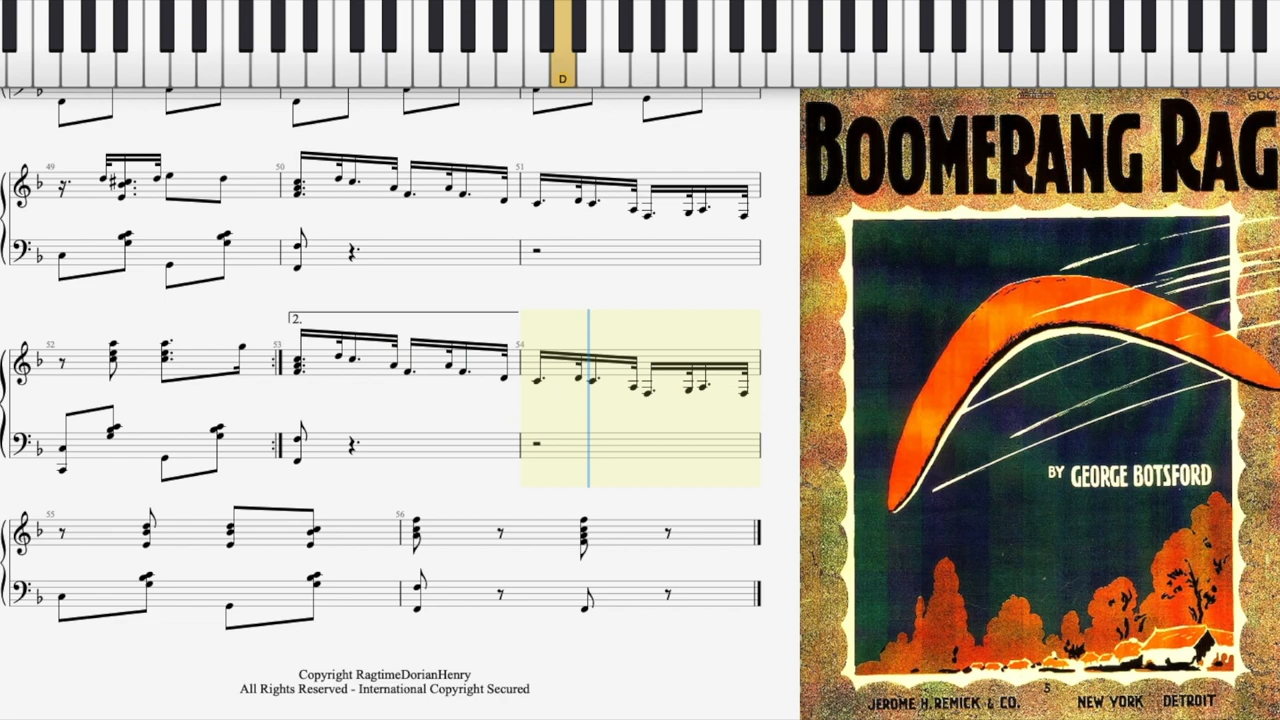 D
49
50
51
52
2.
53
54
55
56
Copyright RagtimeDorianHenry
All Rights Reserved - International Copyright Secured
BOOMERANG RAG
BY GEORGE BOTSFORD
5
JEROME H. REMICK & CO. NEW YORK DETROIT